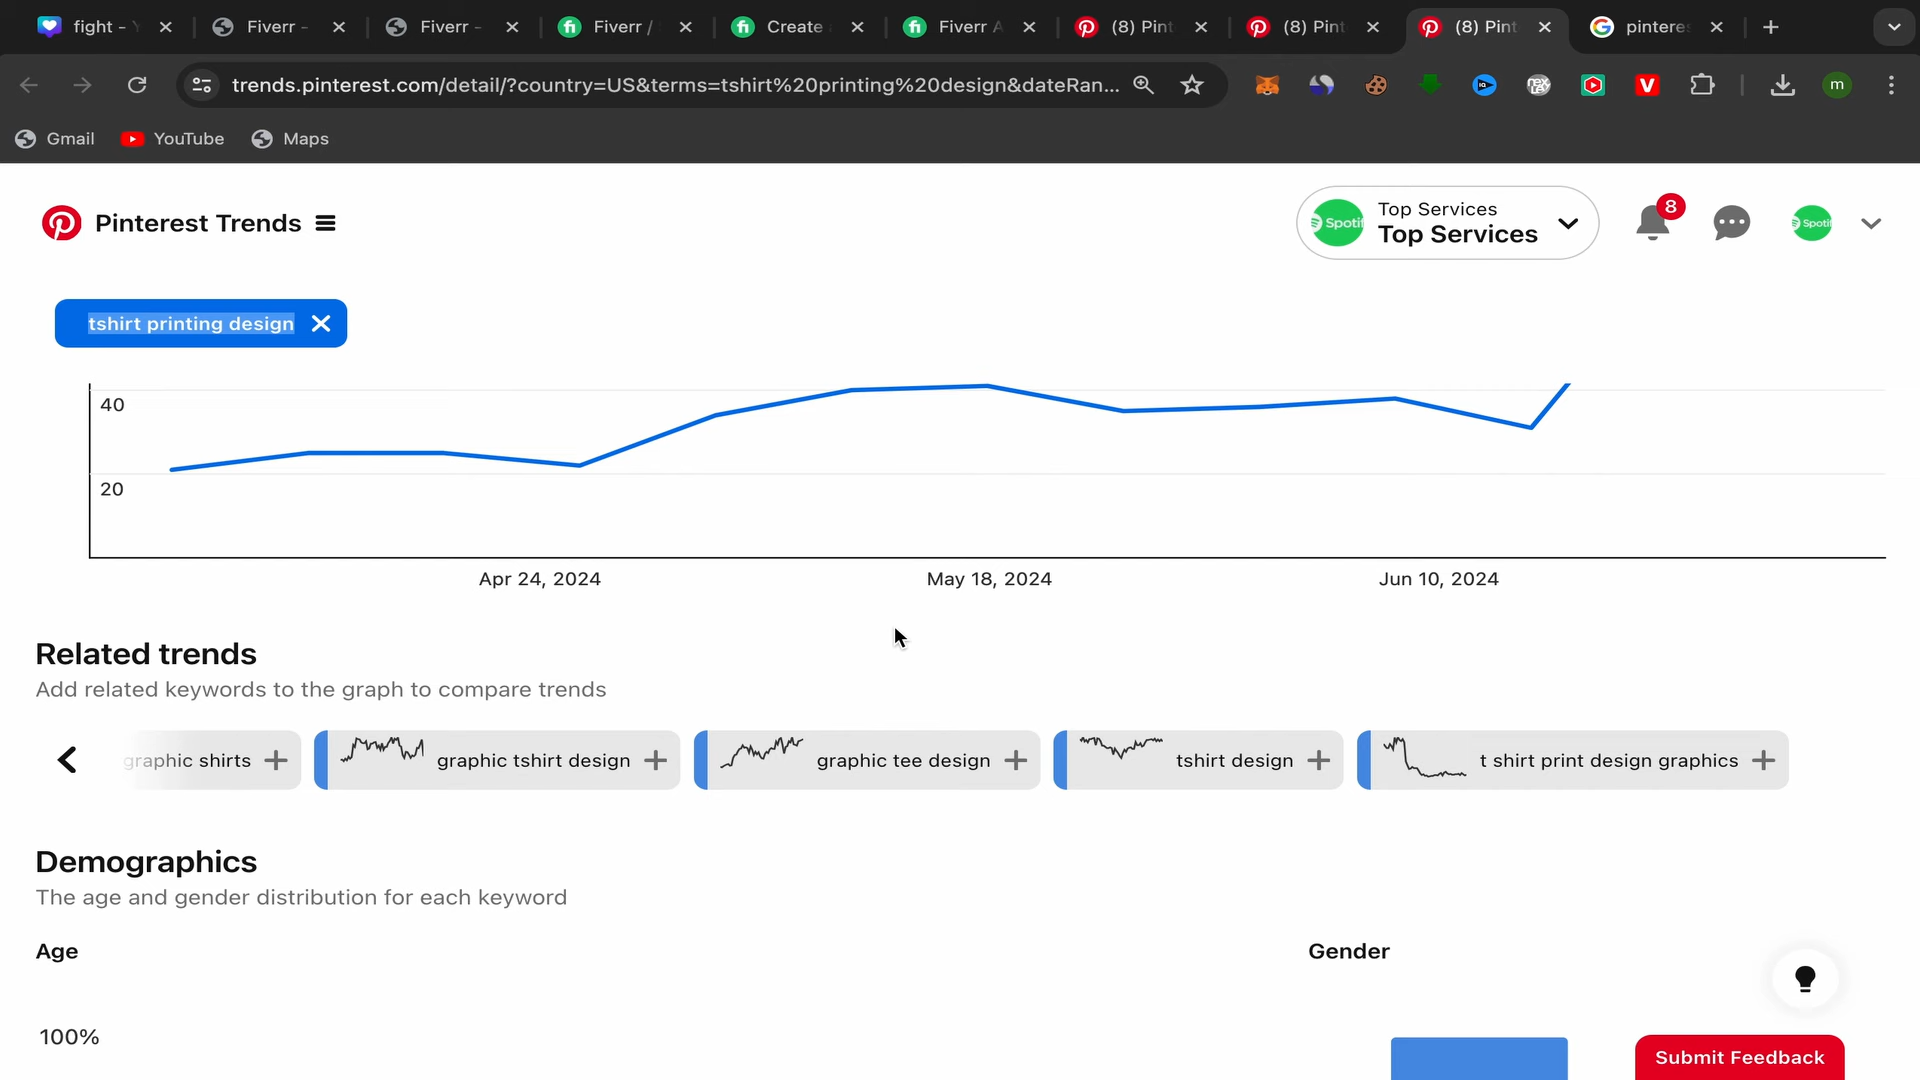 fight -
Fiverr -
Fiverr -
Fiverr /
Create
Fiverr A
(8) Pint
(8) Pint
(8) Pint
pinteres
trends.pinterest.com/detail/?country=US&terms=tshirt%20printing%20design&dateRan...
m
Gmail
YouTube
Maps
Pinterest Trends
Spotif
Top Services
Top Services
8
Spotif
tshirt printing design
40
20
Apr 24, 2024
May 18, 2024
Jun 10, 2024
Related trends
Add related keywords to the graph to compare trends
graphic shirts
graphic tshirt design
graphic tee design
tshirt design
t shirt print design graphics
Demographics
The age and gender distribution for each keyword
Age
Gender
100%
Submit Feedback